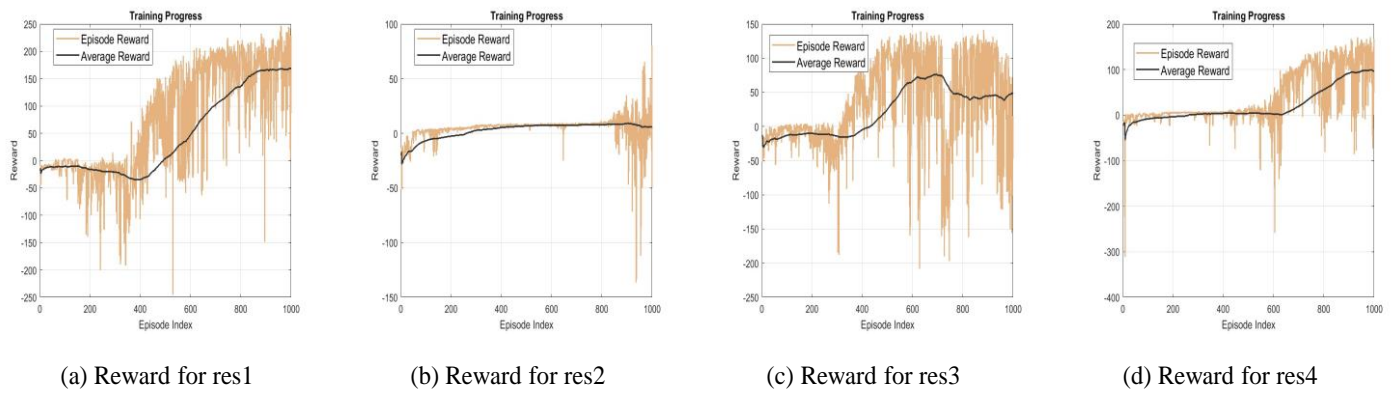 Training Progress
250
200
150
100
50
0
-50
-100
-150
-200
-250
Reward
Episode Reward
Average Reward
0 200 400 600 800 1000
Episode Index
(a) Reward for res1
Training Progress
100
50
0
-50
-100
-150
Reward
Episode Reward
Average Reward
0 200 400 600 800 1000
Episode Index
(b) Reward for res2
Training Progress
150
100
50
0
-50
-100
-150
-200
-250
Reward
Episode Reward
Average Reward
0 200 400 600 800 1000
Episode Index
(c) Reward for res3
Training Progress
200
100
0
-100
-200
-300
-400
Reward
Episode Reward
Average Reward
0 200 400 600 800 1000
Episode Index
(d) Reward for res4